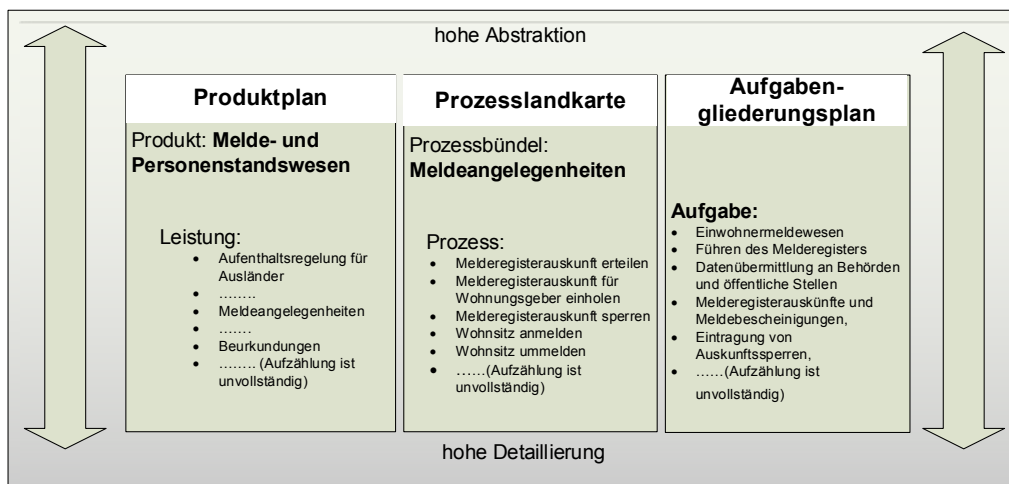 hohe Abstraktion
Produktplan
Produkt: Melde- und
Personenstandswesen
Leistung:
• Aufenthaltsregelung für
Ausländer
• ........
• Meldeangelegenheiten
• .......
• Beurkundungen
• ........ (Aufzählung ist
unvollständig)
Prozesslandkarte
Prozessbündel:
Meldeangelegenheiten
Prozess:
• Melderegisterauskunft erteilen
• Melderegisterauskunft für
Wohnungsgeber einholen
• Melderegisterauskunft sperren
• Wohnsitz anmelden
• Wohnsitz ummelden
• ......(Aufzählung ist
unvollständig)
Aufgaben-
gliederungsplan
Aufgabe:
• Einwohnermeldewesen
• Führen des Melderegisters
• Datenübermittlung an Behörden
und öffentliche Stellen
• Melderegisterauskünfte und
Meldebescheinigungen,
• Eintragung von
Auskunftssperren,
• ......(Aufzählung ist
unvollständig)
hohe Detaillierung